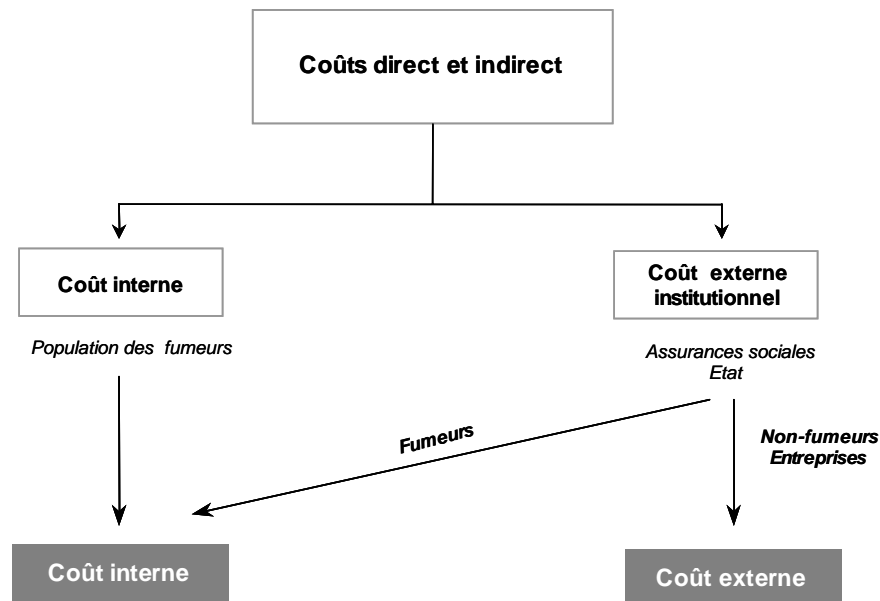 Coûts direct et indirect
Coût interne
Coût externe
institutionnel
Population des fumeurs
Assurances sociales
Etat
Fumeurs
Non-fumeurs
Entreprises
Coût interne
Coût externe